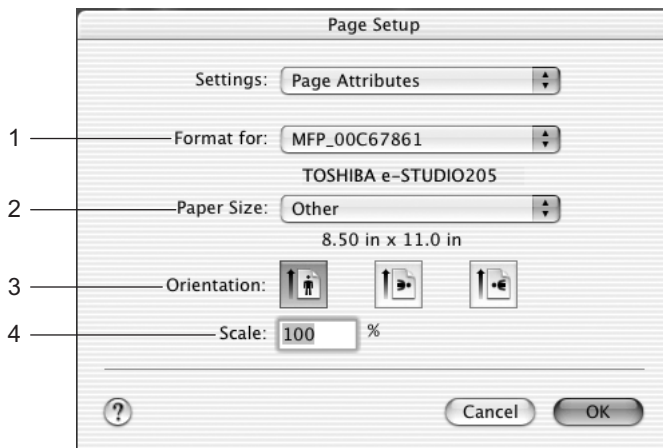 Page Setup
Settings: Page Attributes
1 Format for: MFP_00C67861
TOSHIBA e-STUDIO205
2 Paper Size: Other
8.50 in x 11.0 in
3 Orientation:
4 Scale: 100 %
? Cancel OK